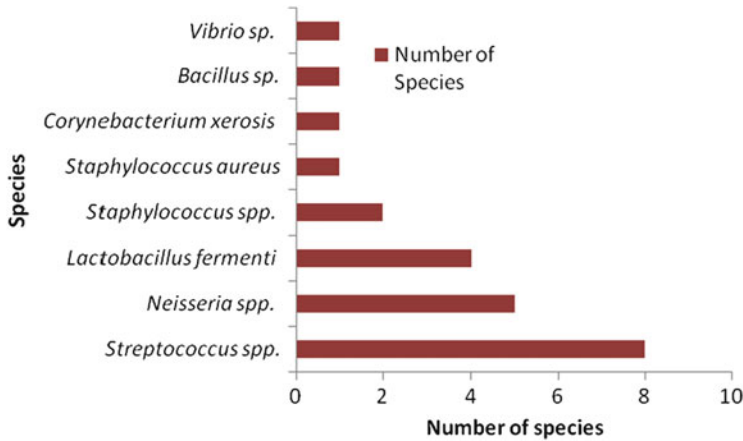 Vibrio sp.
Bacillus sp.
Corynebacterium xerosis
Staphylococcus aureus
Staphylococcus spp.
Lactobacillus fermenti
Neisseria spp.
Streptococcus spp.
Species
Number of
Species
0 2 4 6 8 10
Number of species